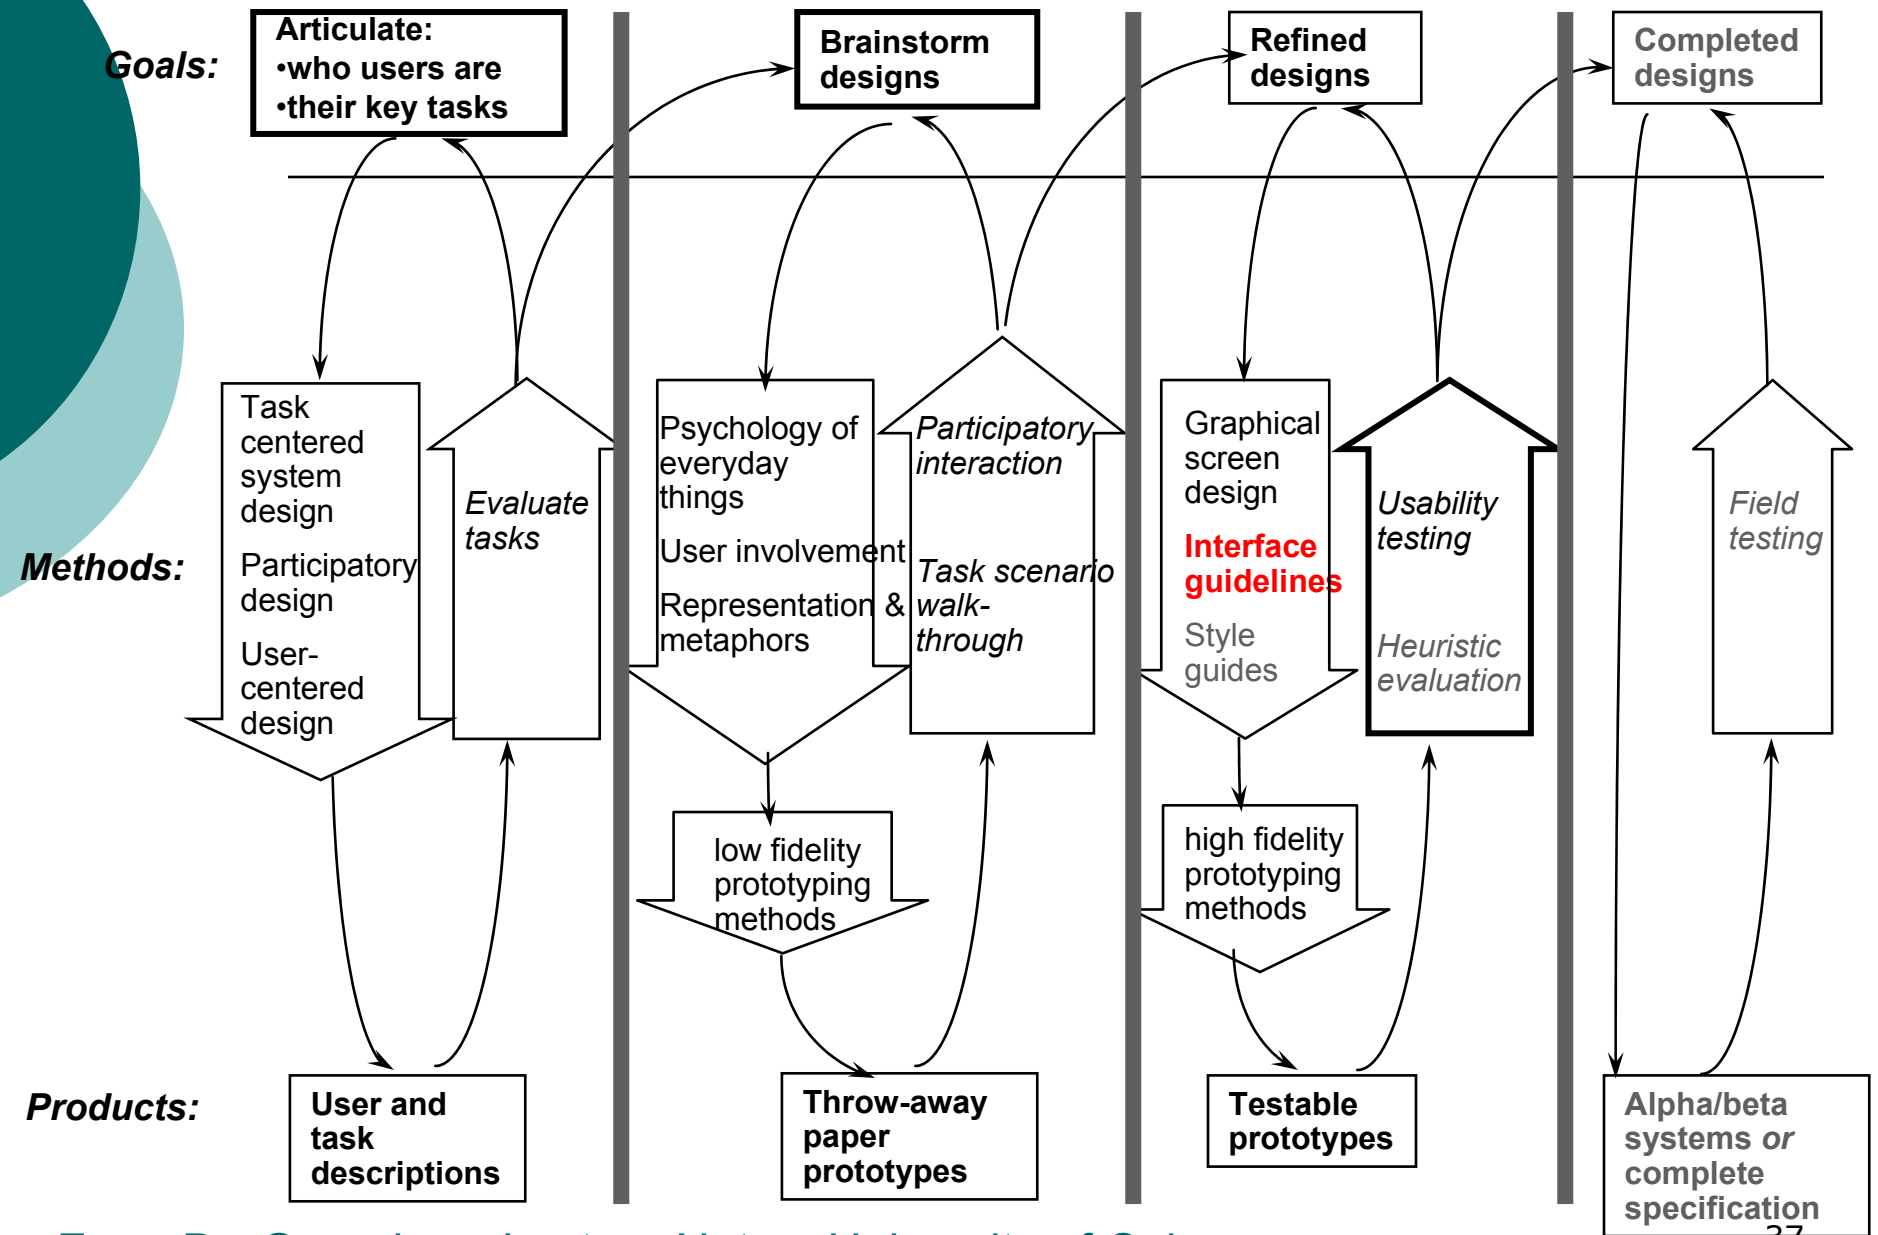 Goals:
Articulate:
•who users are
•their key tasks
Brainstorm
designs
Refined
designs
Completed
designs
Methods:
Task
centered
system
design
Participatory
design
User-
centered
design
Evaluate
tasks
Psychology of
everyday
things
User involvement
Representation &
metaphors
Participatory
interaction
Task scenario
walk-
through
Graphical
screen
design
Interface
guidelines
Style
guides
Usability
testing
Heuristic
evaluation
Field
testing
low fidelity
prototyping
methods
high fidelity
prototyping
methods
Products:
User and
task
descriptions
Throw-away
paper
prototypes
Testable
prototypes
Alpha/beta
systems or
complete
specification